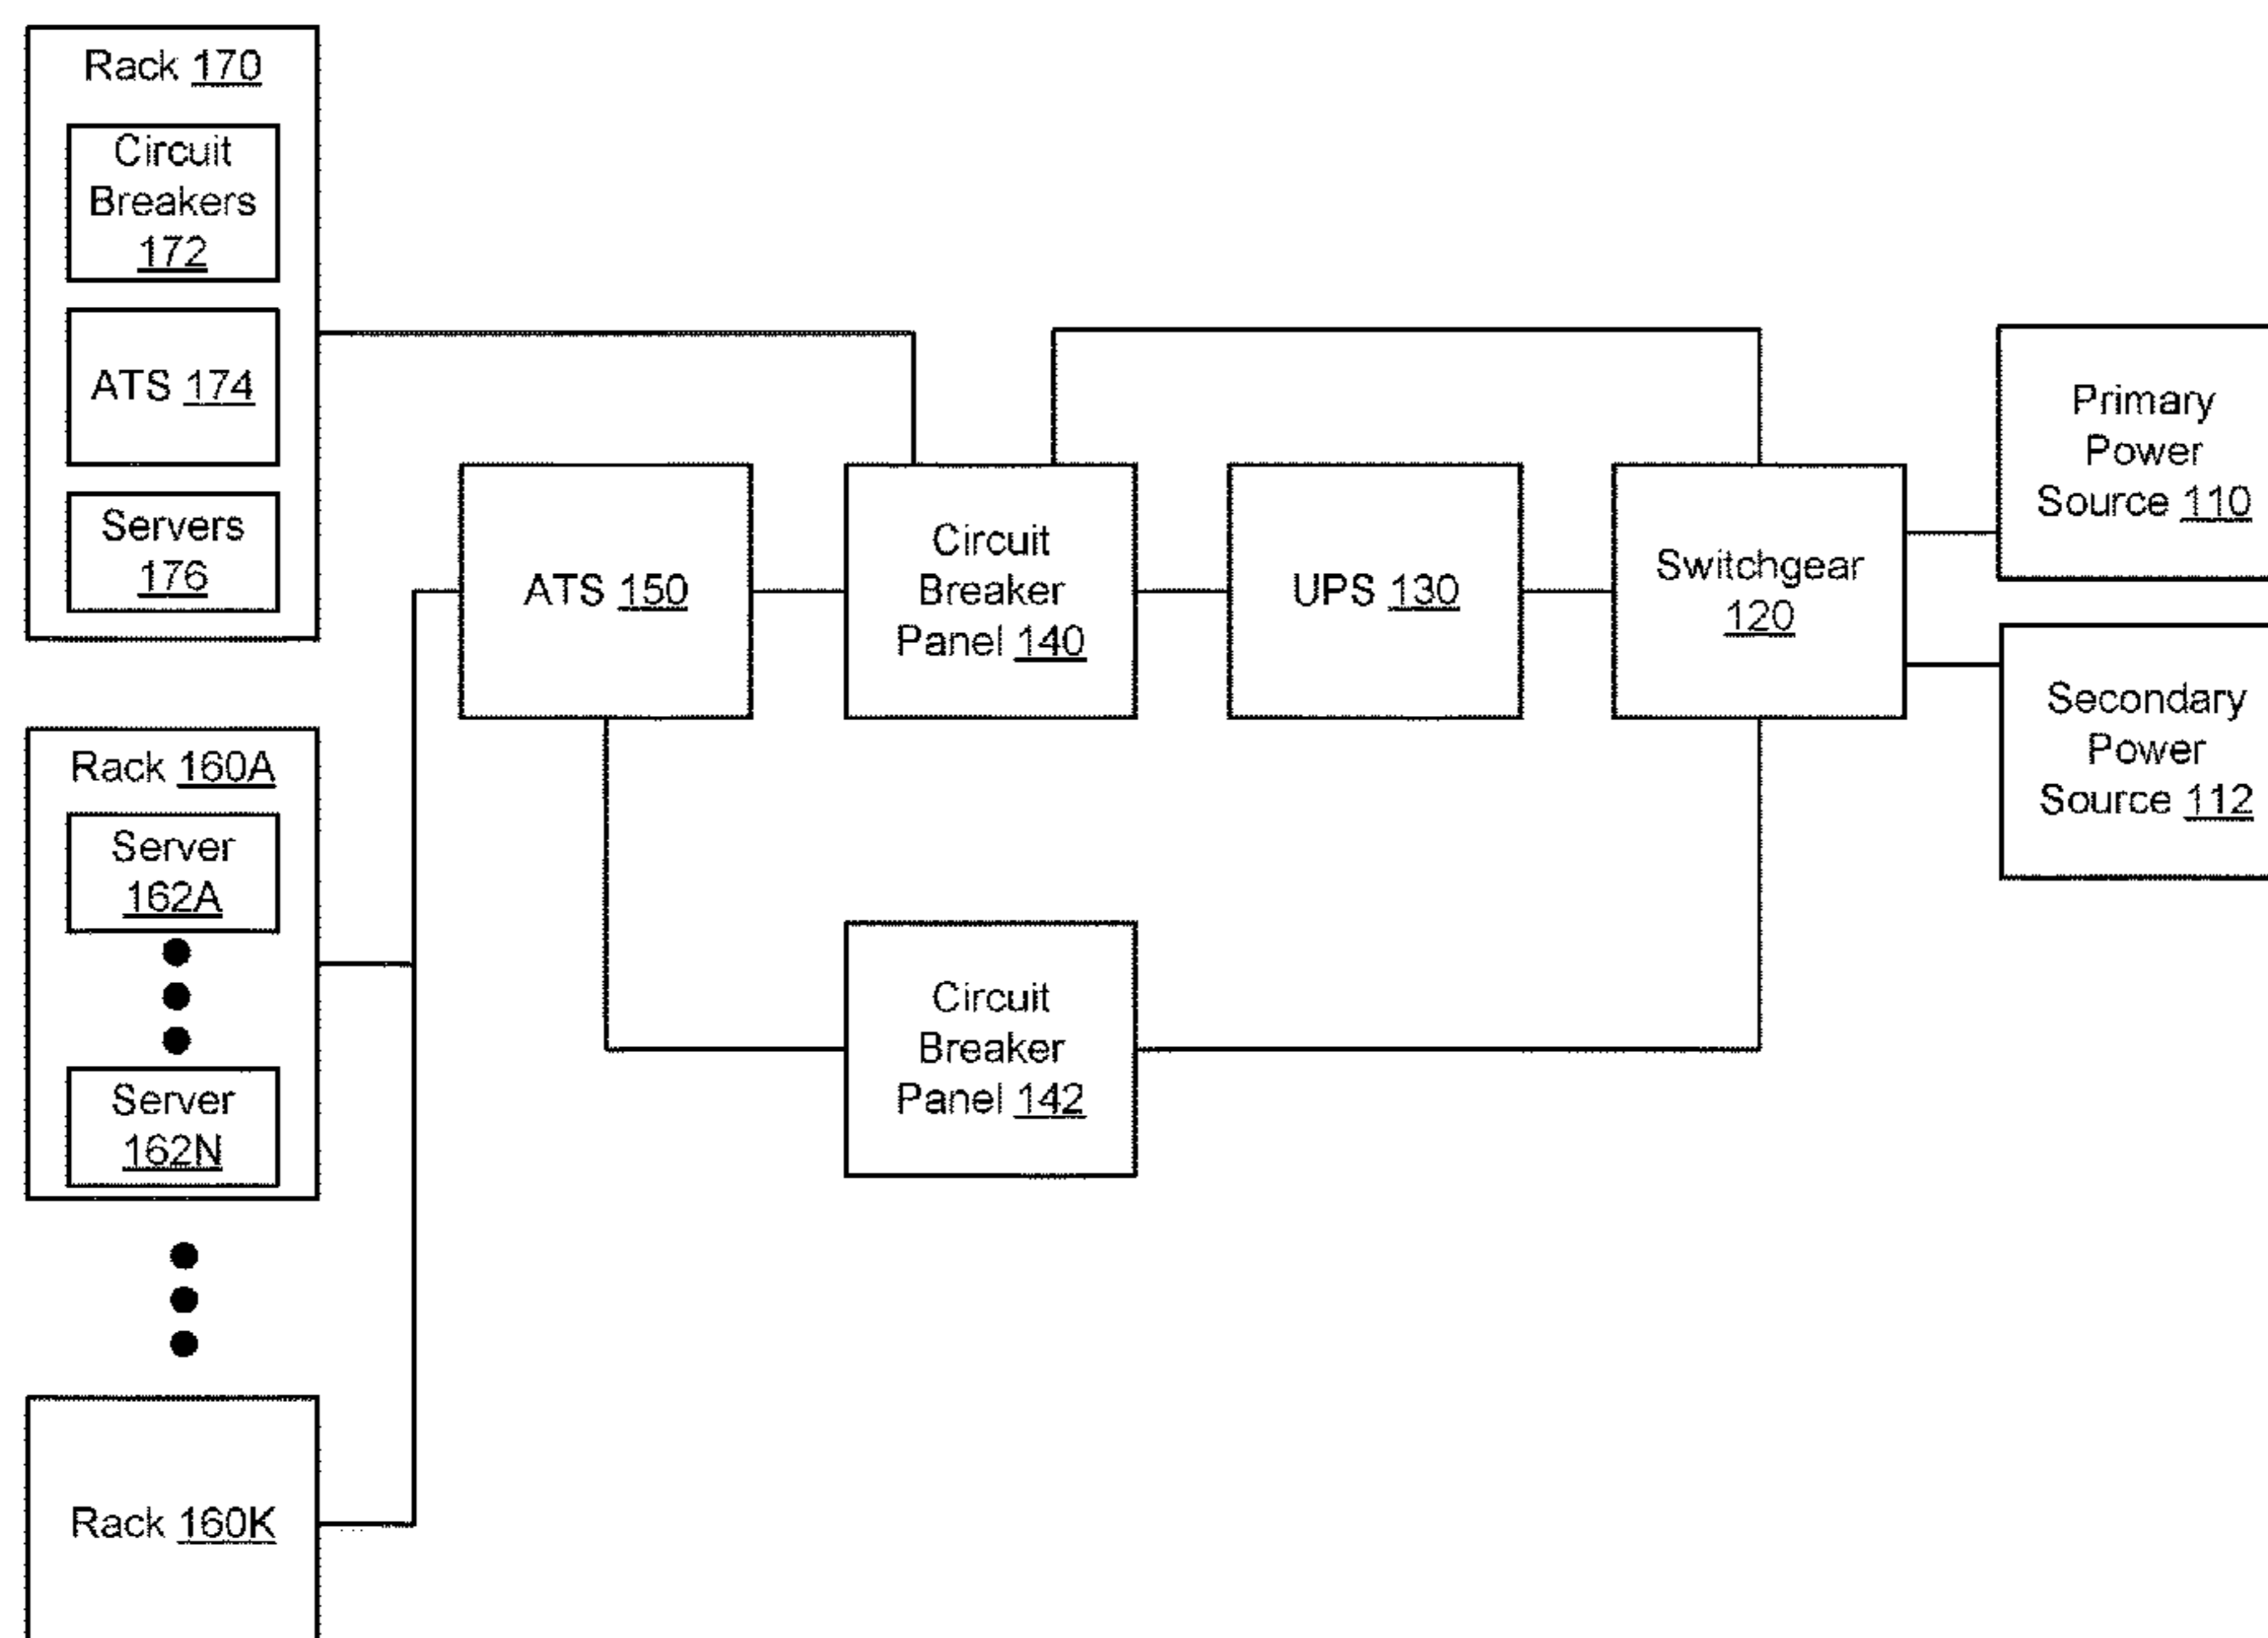 Rack 170
Circuit
Breakers
172
ATS 174
Servers
176
Rack 160A
Server
162A
Server
162N
Rack 160K
ATS 150
Circuit
Breaker
Panel 140
UPS 130
Switchgear
120
Primary
Power
Source 110
Secondary
Power
Source 112
Circuit
Breaker
Panel 142